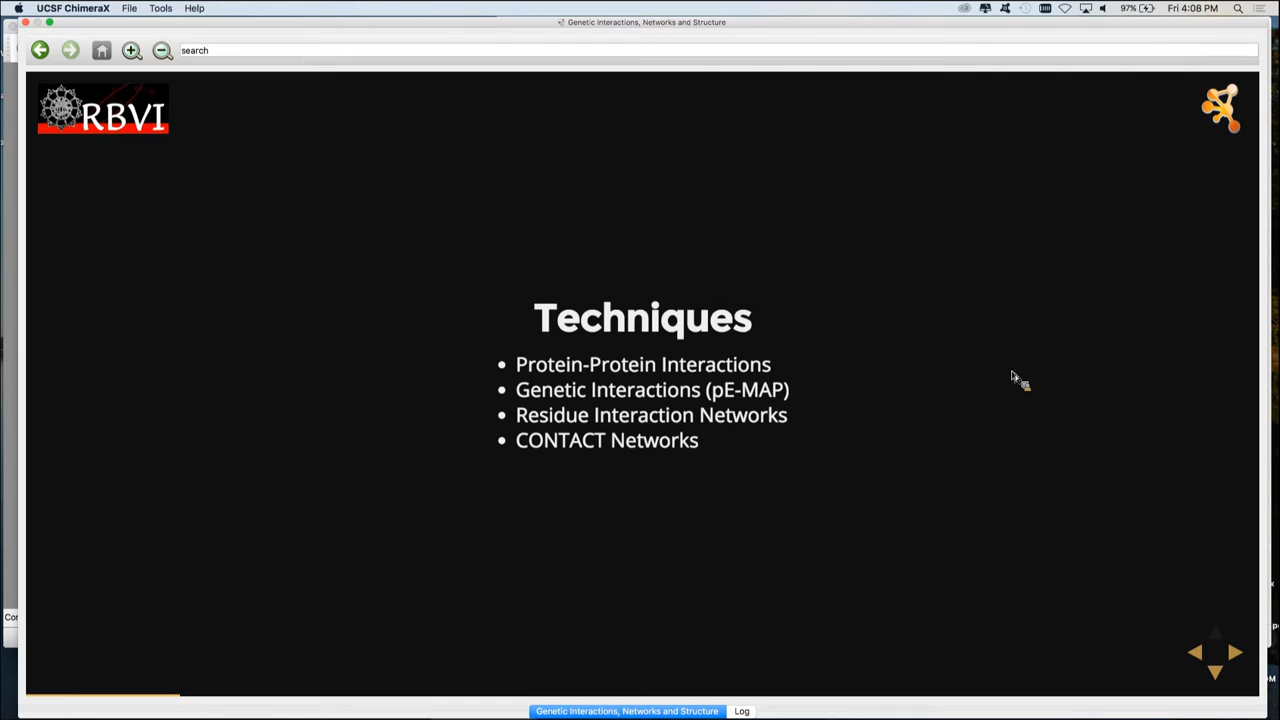 UCSF ChimeraX File Tools Help 97% Fri 4:08 PM
Genetic Interactions, Networks and Structure
search
RBVI
Techniques
Protein-Protein Interactions
Genetic Interactions (pE-MAP)
Residue Interaction Networks
CONTACT Networks
Genetic Interactions, Networks and Structure Log